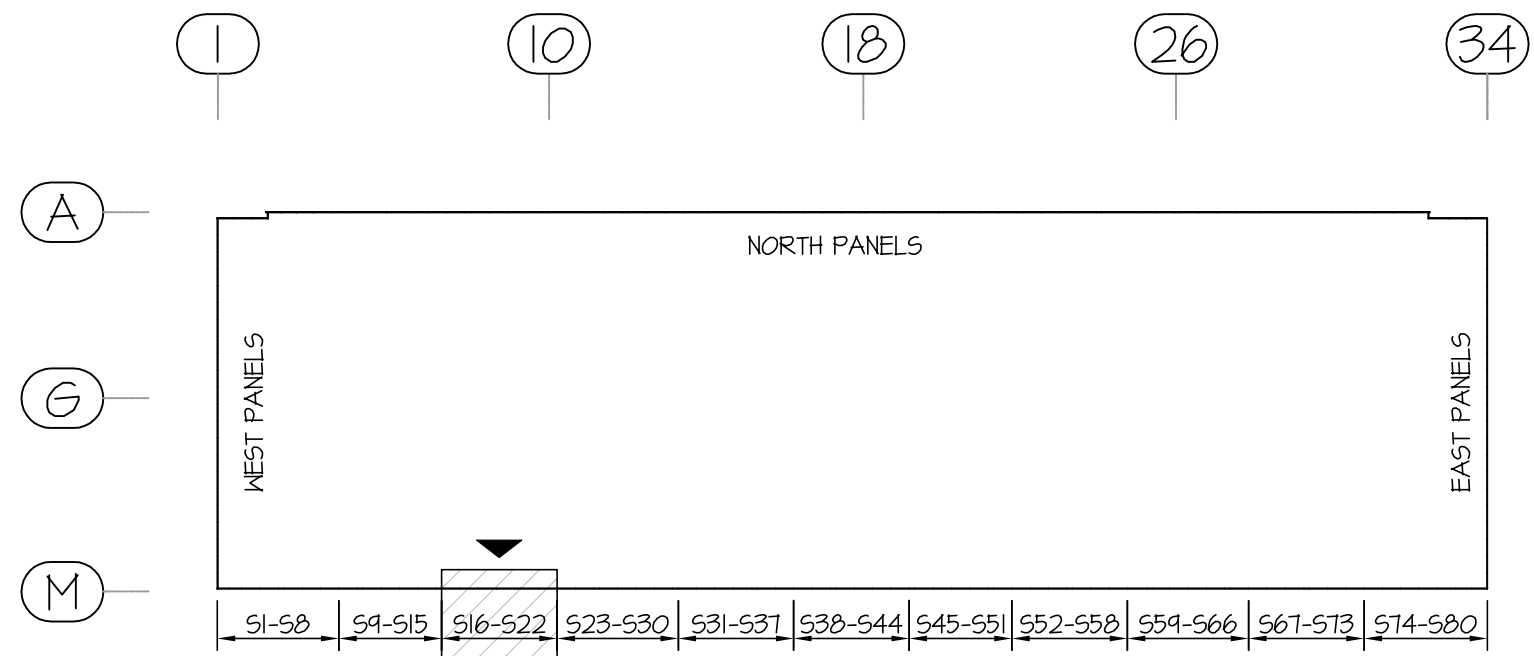 1 10 18 26 34
A
NORTH PANELS
WEST PANELS
EAST PANELS
G
M
S1-S8 S9-S15 S16-S22 S23-S30 S31-S37 S38-S44 S45-S51 S52-S58 S59-S66 S67-S73 S74-S80